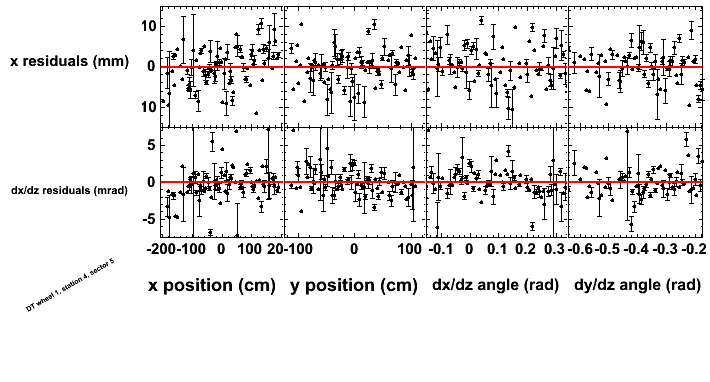 10
x residuals (mm)
0
10
5
dx/dz residuals (mrad)
0
-5
-200 -100 0 100 20 -100 0 100 -0.1 0 0.1 0.2 0.3 -0.6 -0.5 -0.4 -0.3 -0.2
x position (cm) y position (cm) dx/dz angle (rad) dy/dz angle (rad)
DT wheel 1, station 4, sector 5